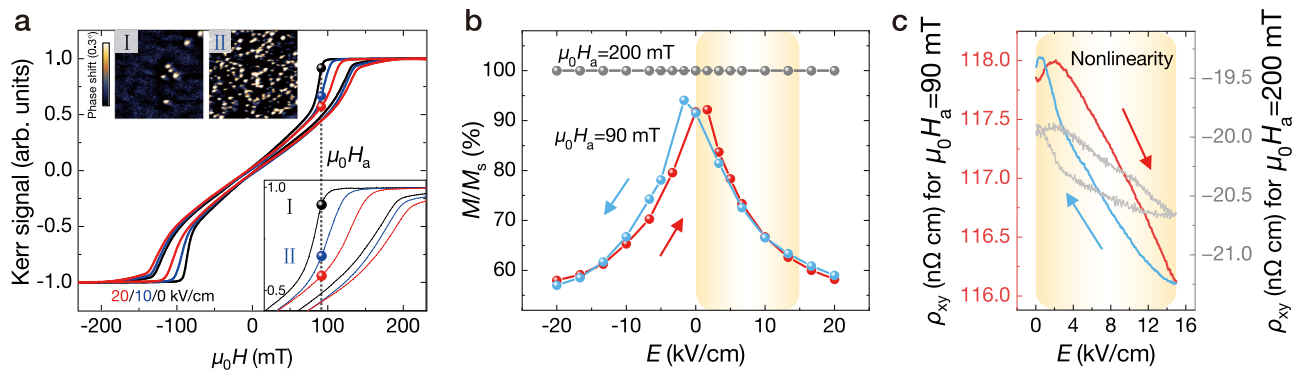 a
Kerr signal (arb. units)
1.0
0.5
0.0
-0.5
-1.0
Phase shift (0.3°)
I
II
μ₀Hₐ
1.0
I
II
0.5
20/10/0 kV/cm
-200
-100
0
100
200
μ₀H (mT)
b
M/Mₛ (%)
100
90
80
70
60
μ₀Hₐ=200 mT
μ₀Hₐ=90 mT
-20
-10
0
10
20
E (kV/cm)
c
ρxy (nΩ cm) for μ₀Hₐ=90 mT
118.0
117.5
117.0
116.5
116.0
Nonlinearity
−19.5
−20.0
−20.5
−21.0
ρxy (nΩ cm) for μ₀Hₐ=200 mT
0
4
8
12
16
E (kV/cm)